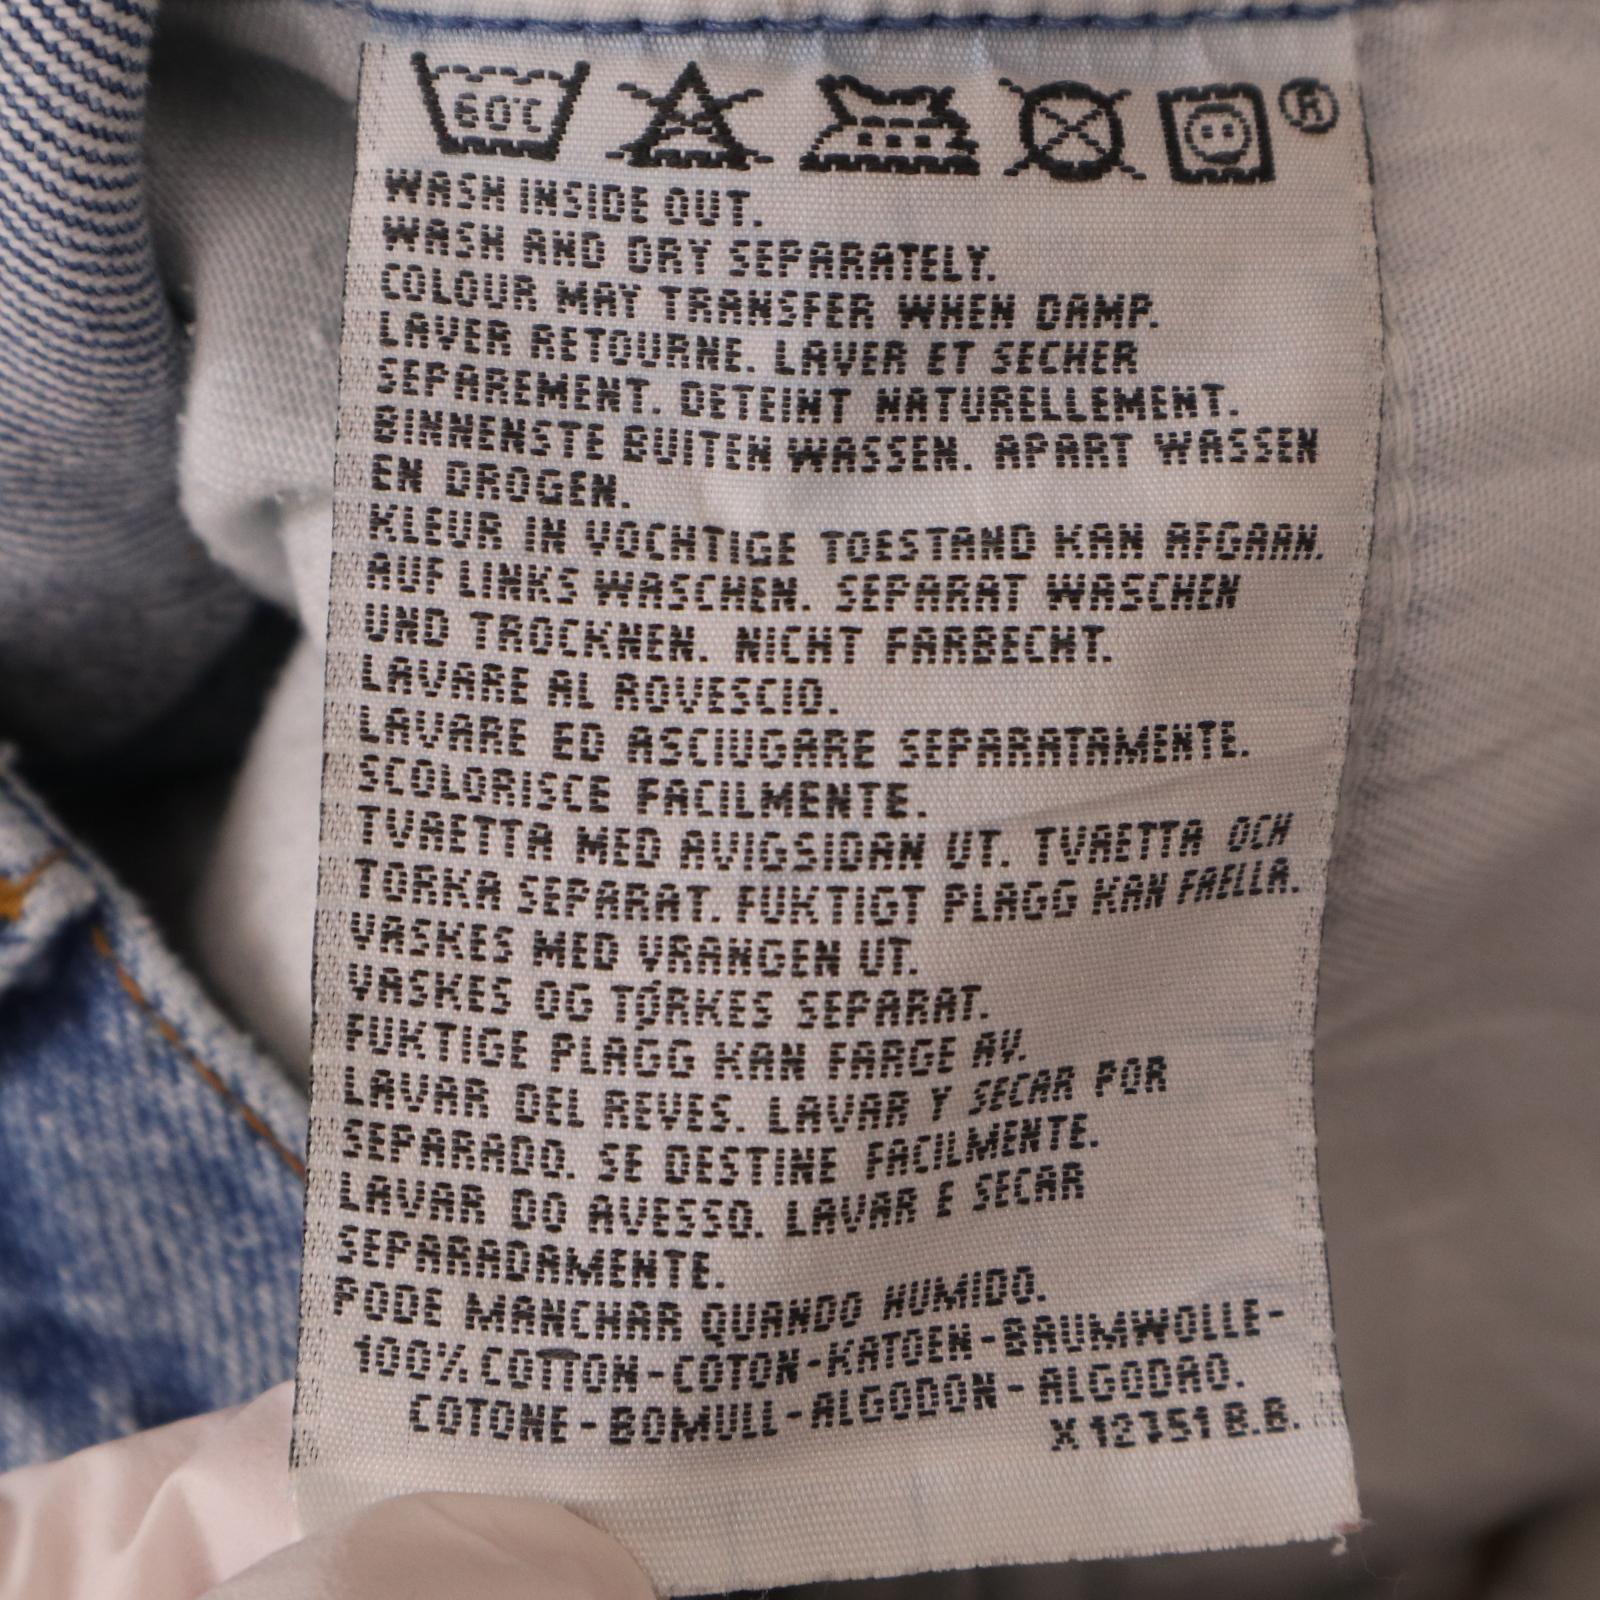 60°C ®
WASH INSIDE OUT.
WASH AND DRY SEPARATELY.
COLOUR MAY TRANSFER WHEN DAMP.
LAVER RETOURNE. LAVER ET SECHER
SEPAREMENT. DETEINT NATURELLEMENT.
BINNENSTE BUITEN WASSEN. APART WASSEN
EN DROGEN.
KLEUR IN VOCHTIGE TOESTAND KAN AFGAAN.
AUF LINKS WASCHEN. SEPARAT WASCHEN
UND TROCKNEN. NICHT FARBECHT.
LAVARE AL ROVESCIO.
LAVARE ED ASCIUGARE SEPARATAMENTE.
SCOLORISCE FACILMENTE.
TVAETTA MED AVIGSIDAN UT. TVAETTA OCH
TORKA SEPARAT. FUKTIGT PLAGG KAN FAELLA.
VASKES MED VRANGEN UT.
VASKES OG TØRKES SEPARAT.
FUKTIGE PLAGG KAN FARGE AV.
LAVAR DEL REVES. LAVAR Y SECAR POR
SEPARADO. SE DESTINE FACILMENTE.
LAVAR DO AVESSO. LAVAR E SECAR
SEPARADAMENTE.
PODE MANCHAR QUANDO HUMIDO.
100% COTTON-COTON-KATOEN-BAUMWOLLE-
COTONE-BOMULL-ALGODON-ALGODAO.
X 12351 B.B.